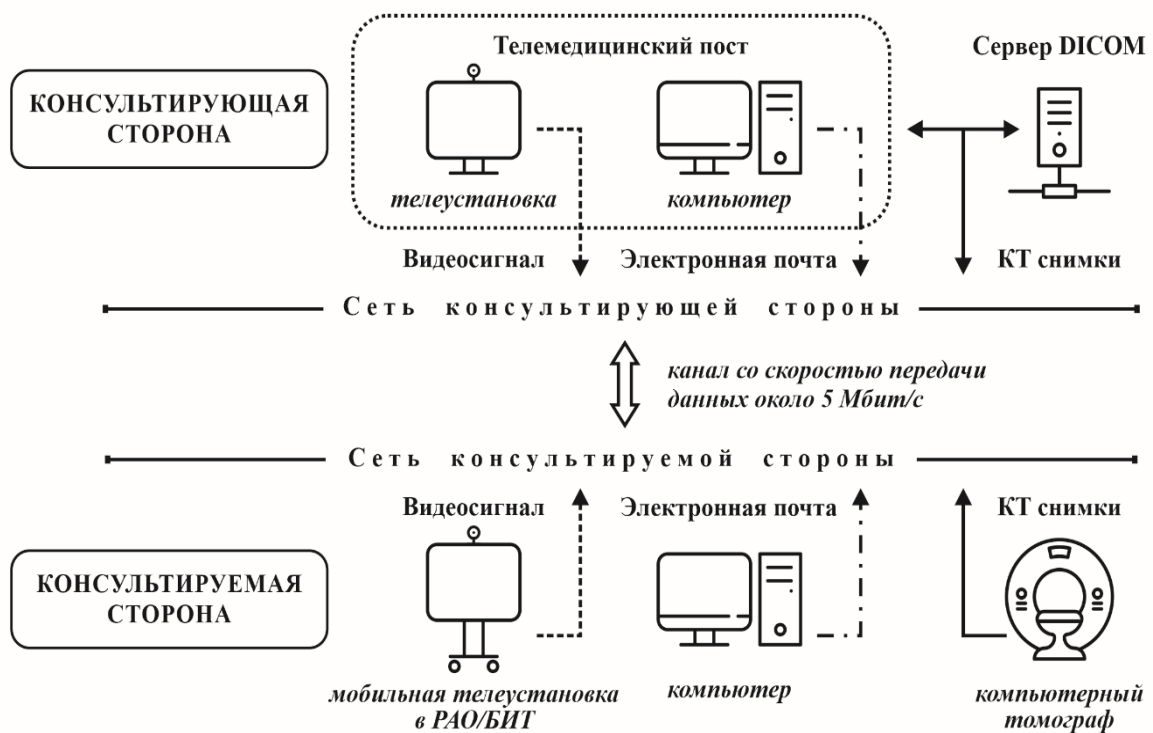 Телемедицинский пост
Сервер DICOM
КОНСУЛЬТИРУЮЩАЯ
СТОРОНА
телеустановка
компьютер
Видеосигнал
Электронная почта
КТ снимки
Сеть консультирующей стороны
канал со скоростью передачи
данных около 5 Мбит/с
Сеть консультируемой стороны
Видеосигнал
Электронная почта
КТ снимки
КОНСУЛЬТИРУЕМАЯ
СТОРОНА
мобильная телеустановка
в РАО/БИТ
компьютер
компьютерный
томограф